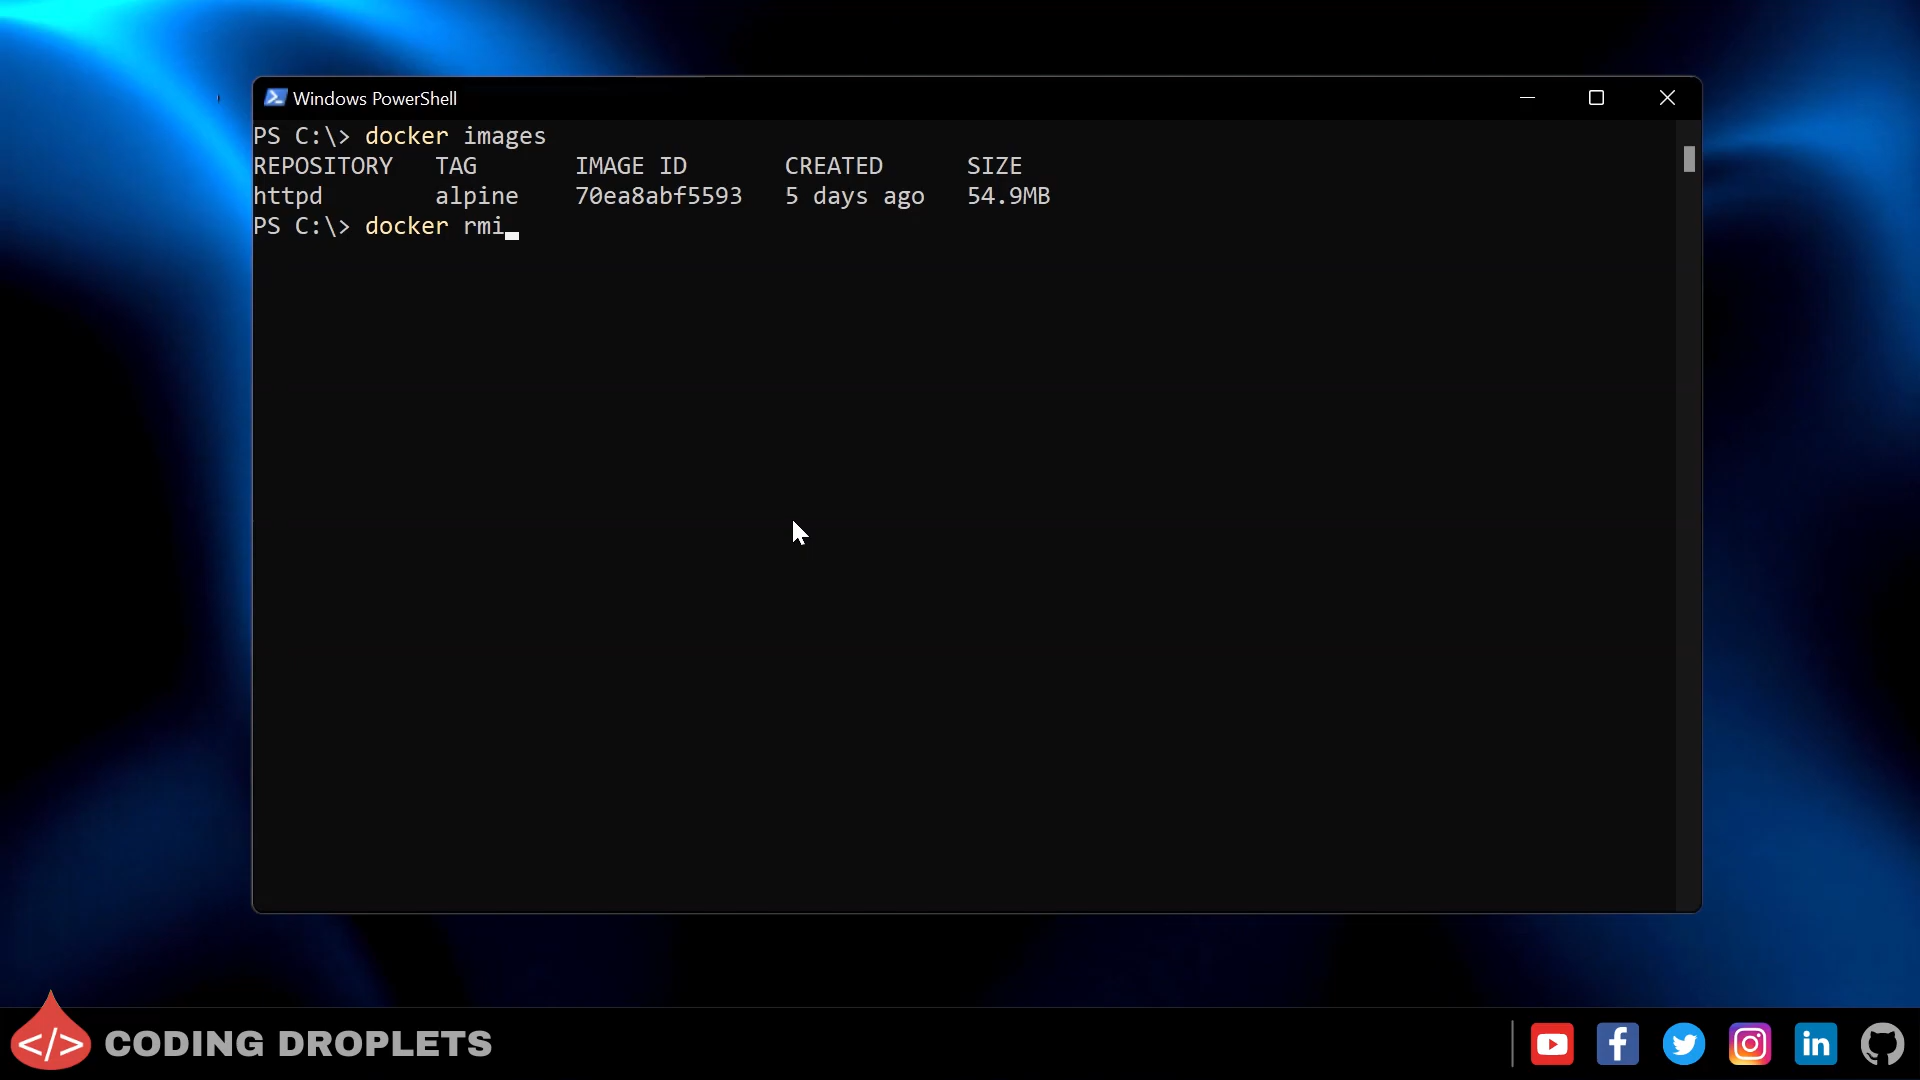 Windows PowerShell
PS C:\> docker images
REPOSITORY   TAG       IMAGE ID       CREATED      SIZE
httpd        alpine    70ea8abf5593   5 days ago   54.9MB
PS C:\> docker rmi
</> CODING DROPLETS